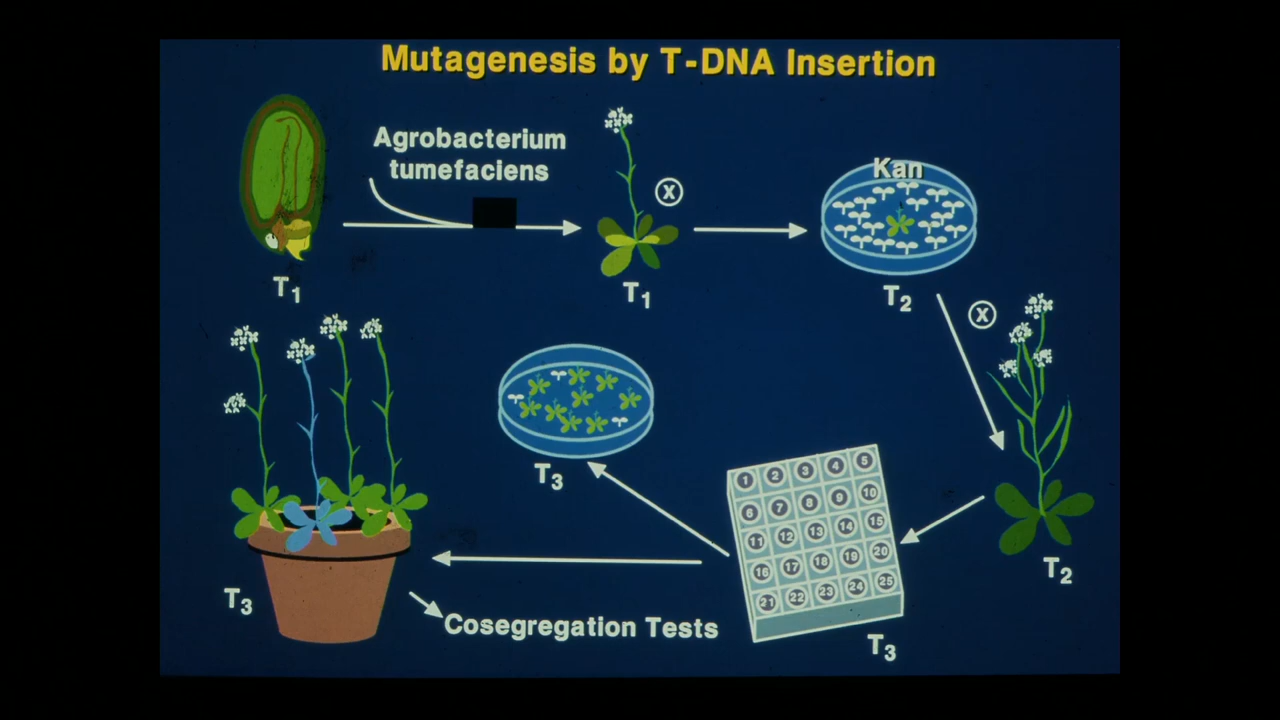 Mutagenesis by T-DNA Insertion
Agrobacterium
tumefaciens
T1
X
T1
Kan
T2
X
T2
1 2 3 4 5
6 7 8 9 10
11 12 13 14 15
16 17 18 19 20
21 22 23 24 25
T3
T3
T3
Cosegregation Tests